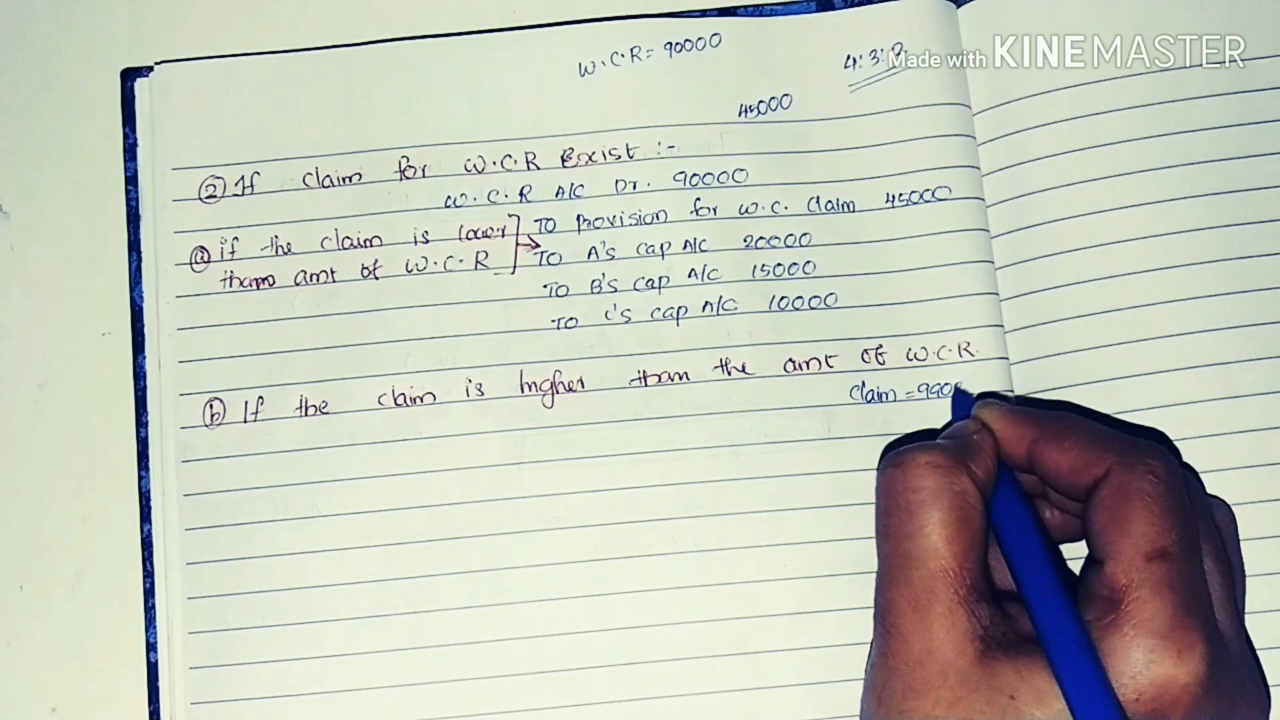 W.C.R = 90000
4:3:2
Made with KINEMASTER
45000
② If claim for W.C.R Exist :-
W.C.R A/C Dr. 90000
ⓐ if the claim is lower
than amt of W.C.R
To Provision for W.C. Claim 45000
To A's cap A/C 20000
To B's cap A/C 15000
To C's cap A/C 10000
ⓑ If the claim is higher than the amt of W.C.R.
Claim = 990